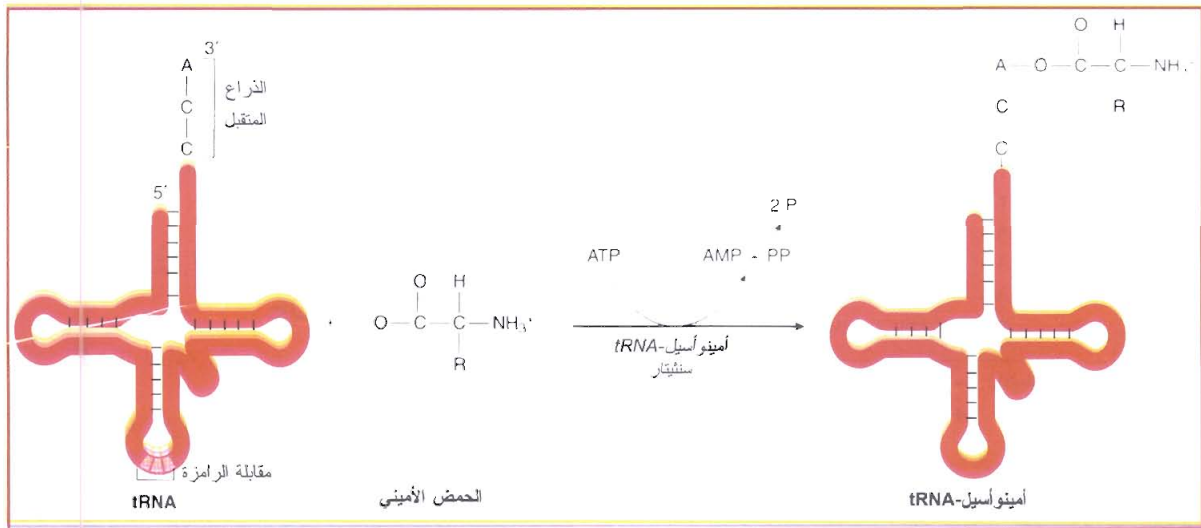 3′
A
C
C
الذراع
المتقبل
5′
مقابلة الرامزة
tRNA
O H
O C C NH₃⁺
R
الحمض الأميني
ATP AMP PP
2 P
أمينوأسيل-tRNA
سنثيتار
O H
A O C C NH₃⁺
C R
C
أمينوأسيل-tRNA